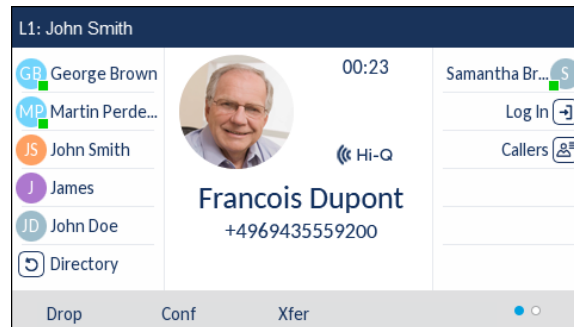 L1: John Smith
GB George Brown
MP Martin Perde...
JS John Smith
J James
JD John Doe
Directory
00:23
Hi-Q
Francois Dupont
+4969435559200
Samantha Br... S
Log In
Callers
Drop Conf Xfer